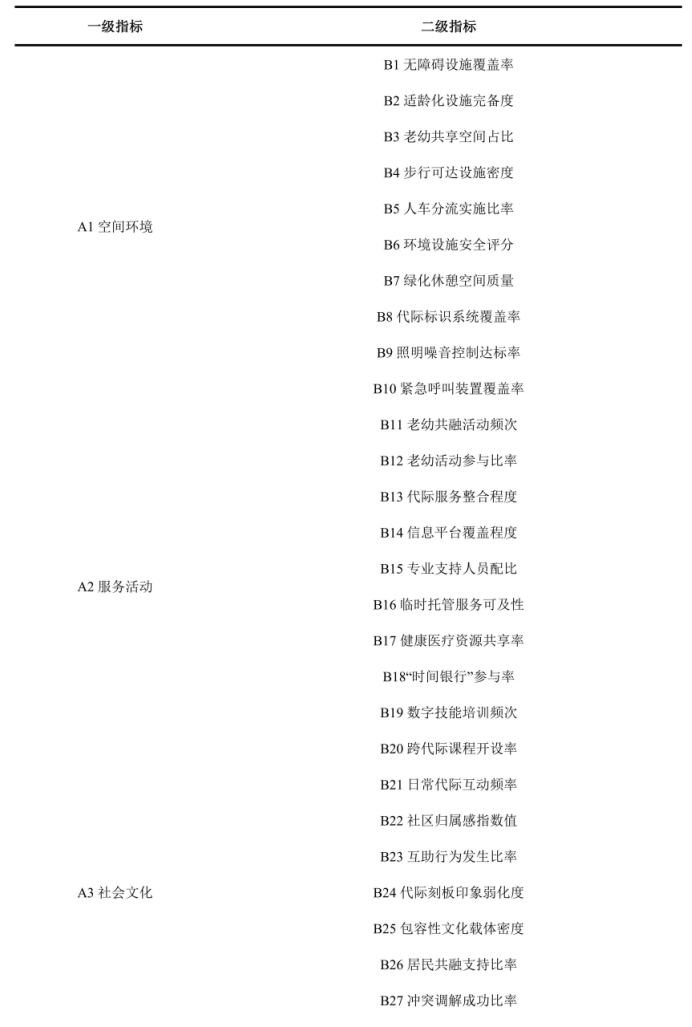 一级指标 二级指标
B1 无障碍设施覆盖率
B2 适龄化设施完备度
B3 老幼共享空间占比
B4 步行可达设施密度
B5 人车分流实施比率
A1 空间环境
B6 环境设施安全评分
B7 绿化休憩空间质量
B8 代际标识系统覆盖率
B9 照明噪音控制达标率
B10 紧急呼叫装置覆盖率
B11 老幼共融活动频次
B12 老幼活动参与比率
B13 代际服务整合程度
B14 信息平台覆盖程度
B15 专业支持人员配比
A2 服务活动
B16 临时托管服务可及性
B17 健康医疗资源共享率
B18“时间银行”参与率
B19 数字技能培训频次
B20 跨代际课程开设率
B21 日常代际互动频率
B22 社区归属感指数值
B23 互助行为发生比率
A3 社会文化 B24 代际刻板印象弱化度
B25 包容性文化载体密度
B26 居民共融支持比率
B27 冲突调解成功比率